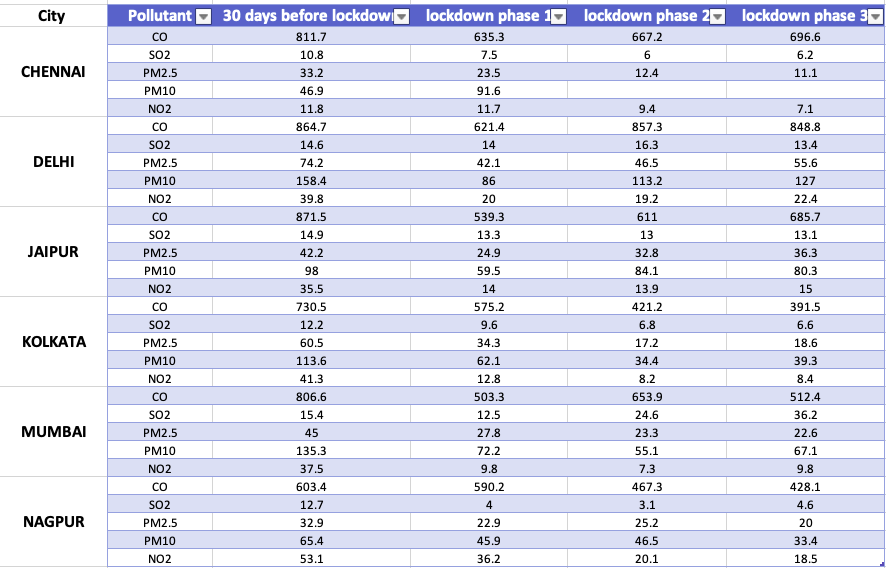 City Pollutant 30 days before lockdown lockdown phase 1 lockdown phase 2 lockdown phase 3
CO 811.7 635.3 667.2 696.6
SO2 10.8 7.5 6 6.2
CHENNAI PM2.5 33.2 23.5 12.4 11.1
PM10 46.9 91.6
NO2 11.8 11.7 9.4 7.1
CO 864.7 621.4 857.3 848.8
SO2 14.6 14 16.3 13.4
DELHI PM2.5 74.2 42.1 46.5 55.6
PM10 158.4 86 113.2 127
NO2 39.8 20 19.2 22.4
CO 871.5 539.3 611 685.7
SO2 14.9 13.3 13 13.1
JAIPUR PM2.5 42.2 24.9 32.8 36.3
PM10 98 59.5 84.1 80.3
NO2 35.5 14 13.9 15
CO 730.5 575.2 421.2 391.5
SO2 12.2 9.6 6.8 6.6
KOLKATA PM2.5 60.5 34.3 17.2 18.6
PM10 113.6 62.1 34.4 39.3
NO2 41.3 12.8 8.2 8.4
CO 806.6 503.3 653.9 512.4
SO2 15.4 12.5 24.6 36.2
MUMBAI PM2.5 45 27.8 23.3 22.6
PM10 135.3 72.2 55.1 67.1
NO2 37.5 9.8 7.3 9.8
CO 603.4 590.2 467.3 428.1
SO2 12.7 4 3.1 4.6
NAGPUR PM2.5 32.9 22.9 25.2 20
PM10 65.4 45.9 46.5 33.4
NO2 53.1 36.2 20.1 18.5